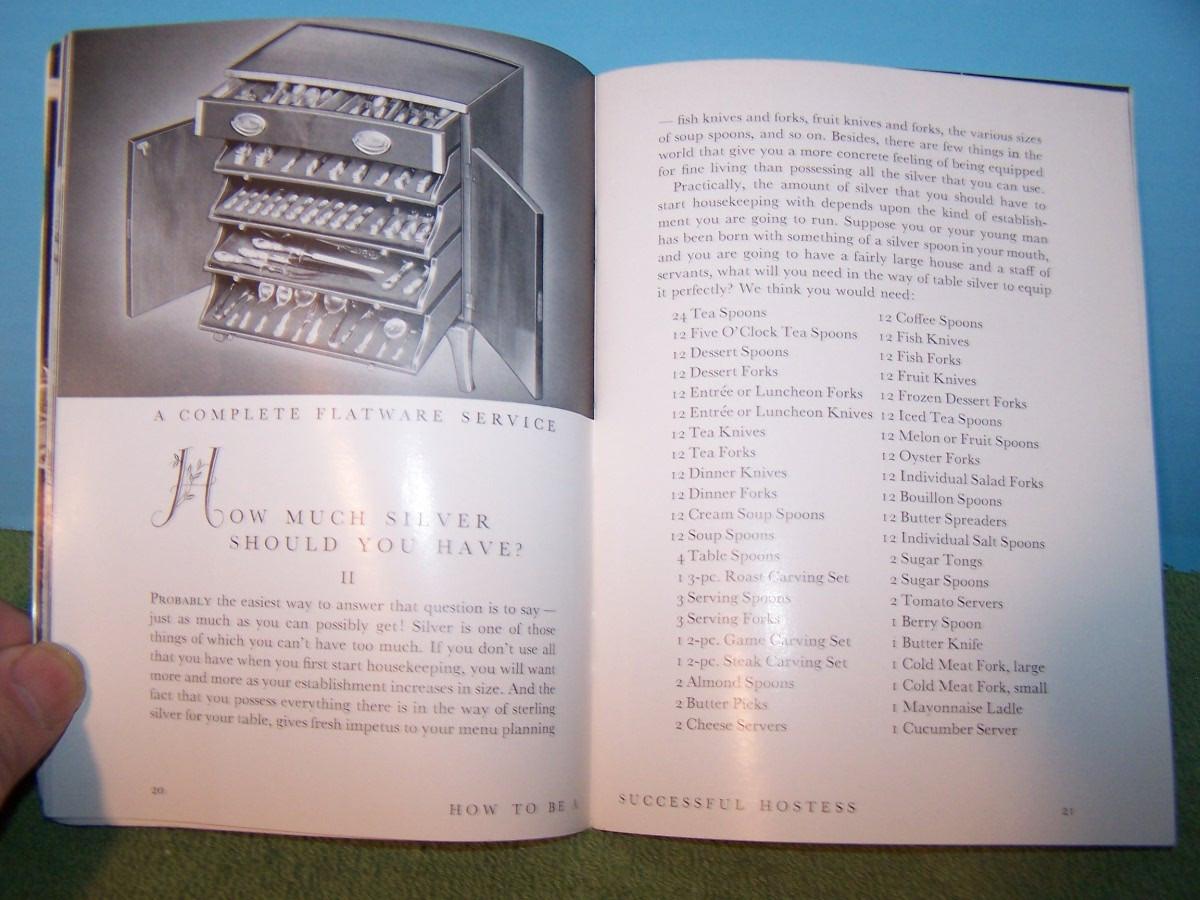 A COMPLETE FLATWARE SERVICE
HOW MUCH SILVER
SHOULD YOU HAVE?
II
PROBABLY the easiest way to answer that question is to say —
just as much as you can possibly get! Silver is one of those
things of which you can't have too much. If you don't use all
that you have when you first start housekeeping, you will want
more and more as your establishment increases in size. And the
fact that you possess everything there is in the way of sterling
silver for your table, gives fresh impetus to your menu planning
20
HOW TO BE A
— fish knives and forks, fruit knives and forks, the various sizes
of soup spoons, and so on. Besides, there are few things in the
world that give you a more concrete feeling of being equipped
for fine living than possessing all the silver that you can use.
Practically, the amount of silver that you should have to
start housekeeping with depends upon the kind of establish-
ment you are going to run. Suppose you or your young man
has been born with something of a silver spoon in your mouth,
and you are going to have a fairly large house and a staff of
servants, what will you need in the way of table silver to equip
it perfectly? We think you would need:
24 Tea Spoons
12 Five O'Clock Tea Spoons
12 Dessert Spoons
12 Dessert Forks
12 Entrée or Luncheon Forks
12 Entrée or Luncheon Knives
12 Tea Knives
12 Tea Forks
12 Dinner Knives
12 Dinner Forks
12 Cream Soup Spoons
12 Soup Spoons
4 Table Spoons
1 3-pc. Roast Carving Set
3 Serving Spoons
3 Serving Forks
1 2-pc. Game Carving Set
1 2-pc. Steak Carving Set
2 Almond Spoons
2 Butter Picks
2 Cheese Servers
12 Coffee Spoons
12 Fish Knives
12 Fish Forks
12 Fruit Knives
12 Frozen Dessert Forks
12 Iced Tea Spoons
12 Melon or Fruit Spoons
12 Oyster Forks
12 Individual Salad Forks
12 Bouillon Spoons
12 Butter Spreaders
12 Individual Salt Spoons
2 Sugar Tongs
2 Sugar Spoons
2 Tomato Servers
1 Berry Spoon
1 Butter Knife
1 Cold Meat Fork, large
1 Cold Meat Fork, small
1 Mayonnaise Ladle
1 Cucumber Server
SUCCESSFUL HOSTESS
21